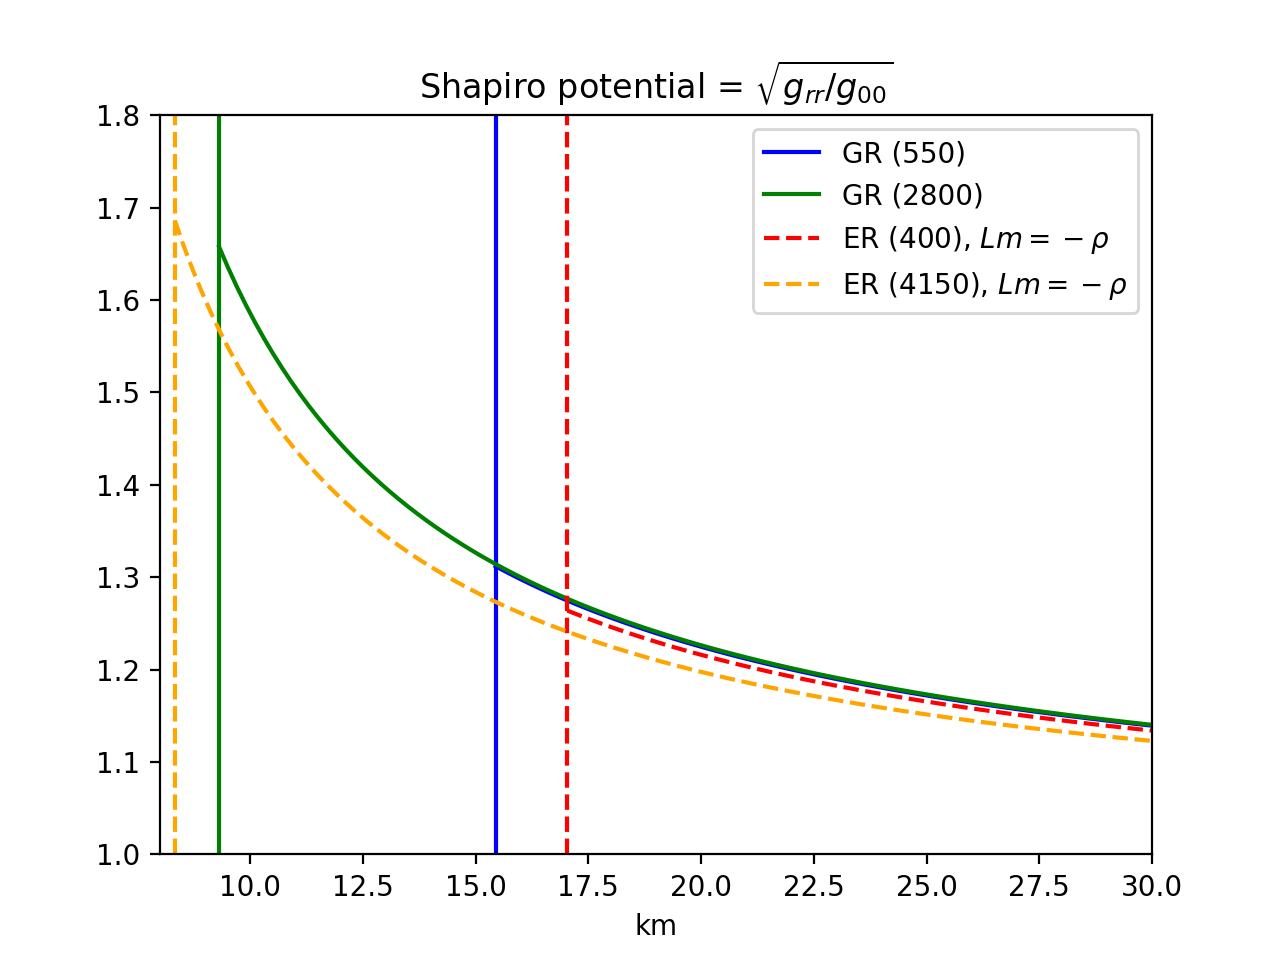 Shapiro potential = √g_rr/g_00
1.8
1.7
1.6
1.5
1.4
1.3
1.2
1.1
1.0
GR (550)
GR (2800)
ER (400), Lm = − ρ
ER (4150), Lm = − ρ
10.0 12.5 15.0 17.5 20.0 22.5 25.0 27.5 30.0
km